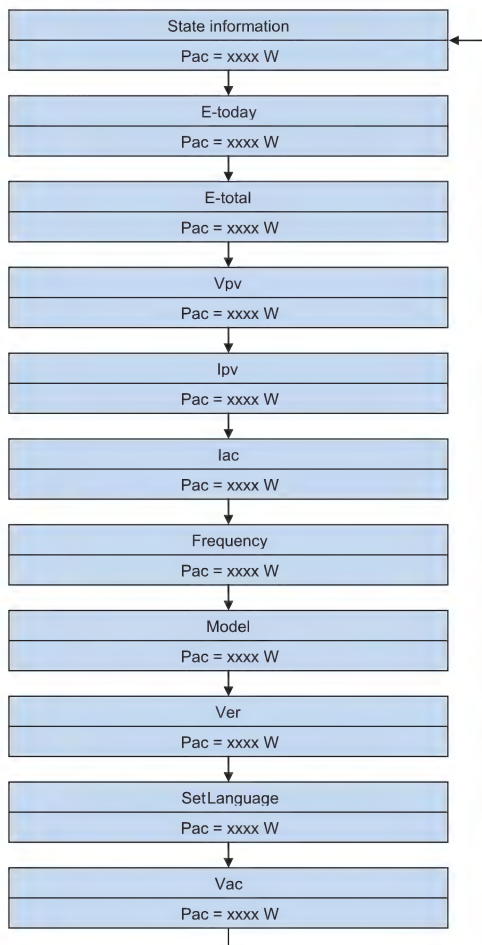 State information
Pac = xxxx W
E-today
Pac = xxxx W
E-total
Pac = xxxx W
Vpv
Pac = xxxx W
Ipv
Pac = xxxx W
Iac
Pac = xxxx W
Frequency
Pac = xxxx W
Model
Pac = xxxx W
Ver
Pac = xxxx W
SetLanguage
Pac = xxxx W
Vac
Pac = xxxx W